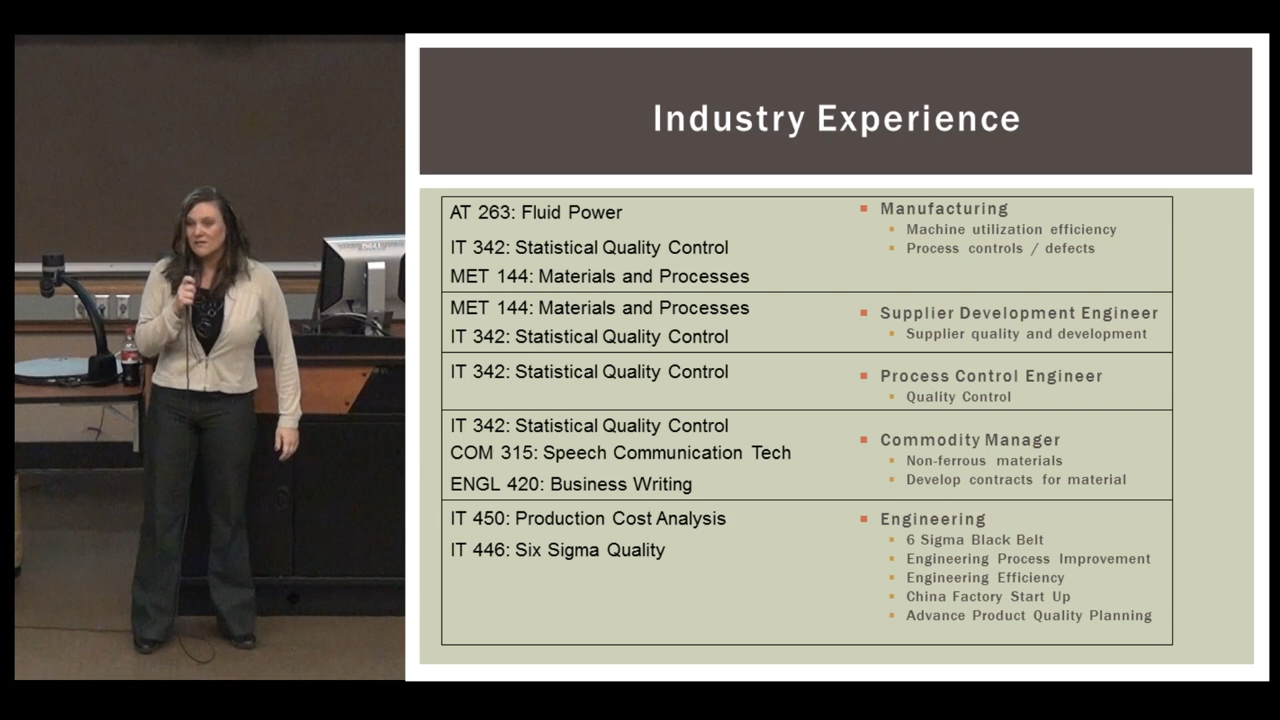 Industry Experience
AT 263: Fluid Power
IT 342: Statistical Quality Control
MET 144: Materials and Processes
Manufacturing
Machine utilization efficiency
Process controls / defects
MET 144: Materials and Processes
IT 342: Statistical Quality Control
Supplier Development Engineer
Supplier quality and development
IT 342: Statistical Quality Control
Process Control Engineer
Quality Control
IT 342: Statistical Quality Control
COM 315: Speech Communication Tech
ENGL 420: Business Writing
Commodity Manager
Non-ferrous materials
Develop contracts for material
IT 450: Production Cost Analysis
IT 446: Six Sigma Quality
Engineering
6 Sigma Black Belt
Engineering Process Improvement
Engineering Efficiency
China Factory Start Up
Advance Product Quality Planning
DELL